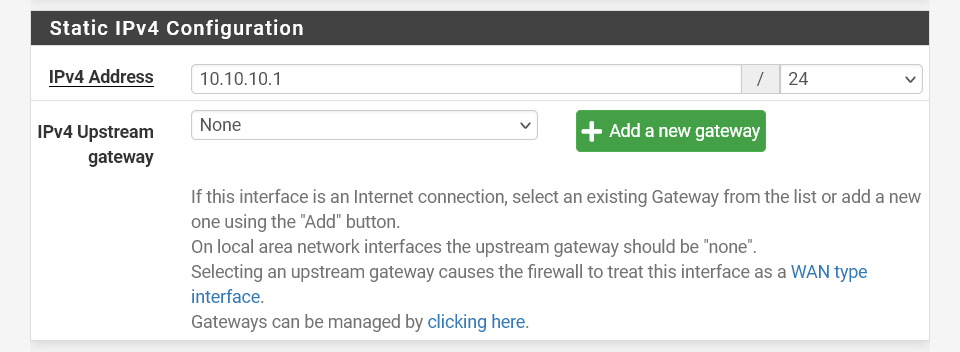 Static IPv4 Configuration
IPv4 Address
10.10.10.1 / 24
IPv4 Upstream
gateway
None
Add a new gateway
If this interface is an Internet connection, select an existing Gateway from the list or add a new
one using the "Add" button.
On local area network interfaces the upstream gateway should be "none".
Selecting an upstream gateway causes the firewall to treat this interface as a WAN type
interface.
Gateways can be managed by clicking here.